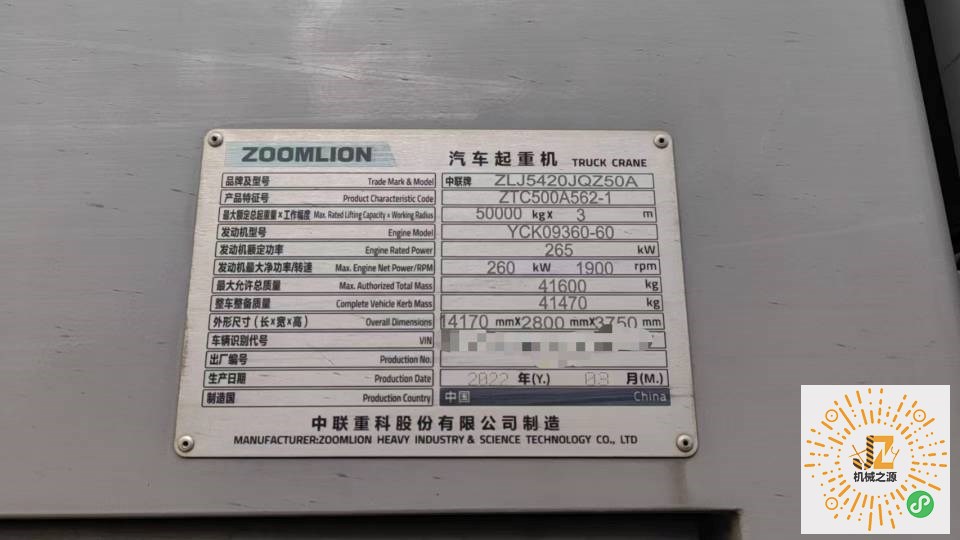 ZOOMLION 汽车起重机 TRUCK CRANE
品牌及型号 Trade Mark & Model 中联牌 ZLJ5420JQZ50A
产品特征号 Product Characteristic Code ZTC500A562-1
最大额定总起重量×工作幅度 Max. Rated Lifting Capacity × Working Radius 50000 kg× 3 m
发动机型号 Engine Model YCK09360-60
发动机额定功率 Engine Rated Power 265 kW
发动机最大净功率/转速 Max. Engine Net Power/RPM 260 kW 1900 rpm
最大允许总质量 Max. Authorized Total Mass 41600 kg
整车整备质量 Complete Vehicle Kerb Mass 41470 kg
外形尺寸(长×宽×高) Overall Dimensions 14170 mm×2800 mm×3750 mm
车辆识别代号 VIN
出厂编号 Production No.
生产日期 Production Date 2022 年(Y.) 03 月(M.)
制造国 Production Country 中国 China
中联重科股份有限公司制造
MANUFACTURER:ZOOMLION HEAVY INDUSTRY & SCIENCE TECHNOLOGY CO., LTD
机械之源